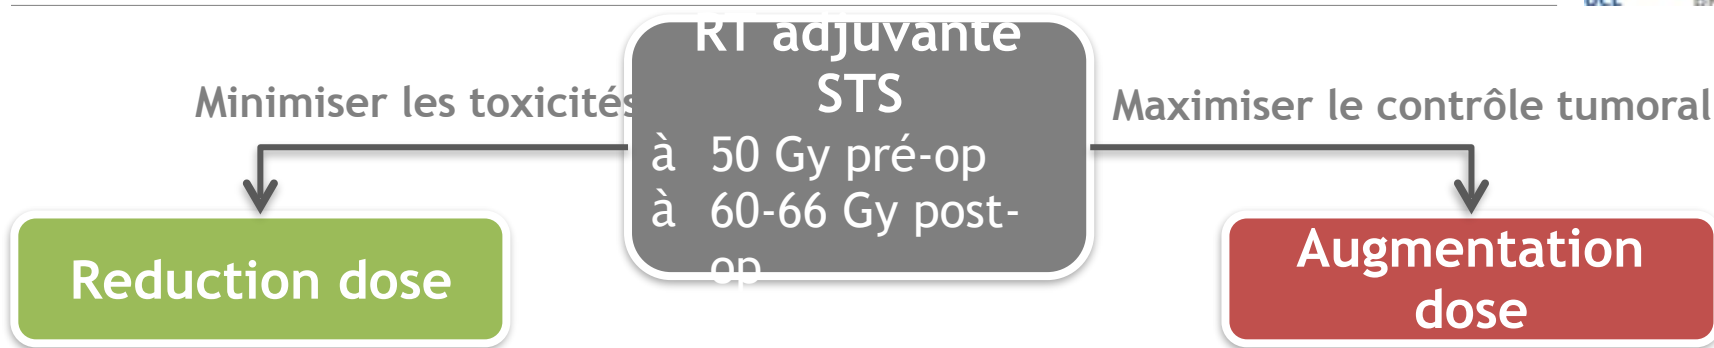 RT adjuvante
STS
Minimiser les toxicités
Maximiser le contrôle tumoral
à 50 Gy pré-op
à 60-66 Gy post-
op
Reduction dose
Augmentation
dose